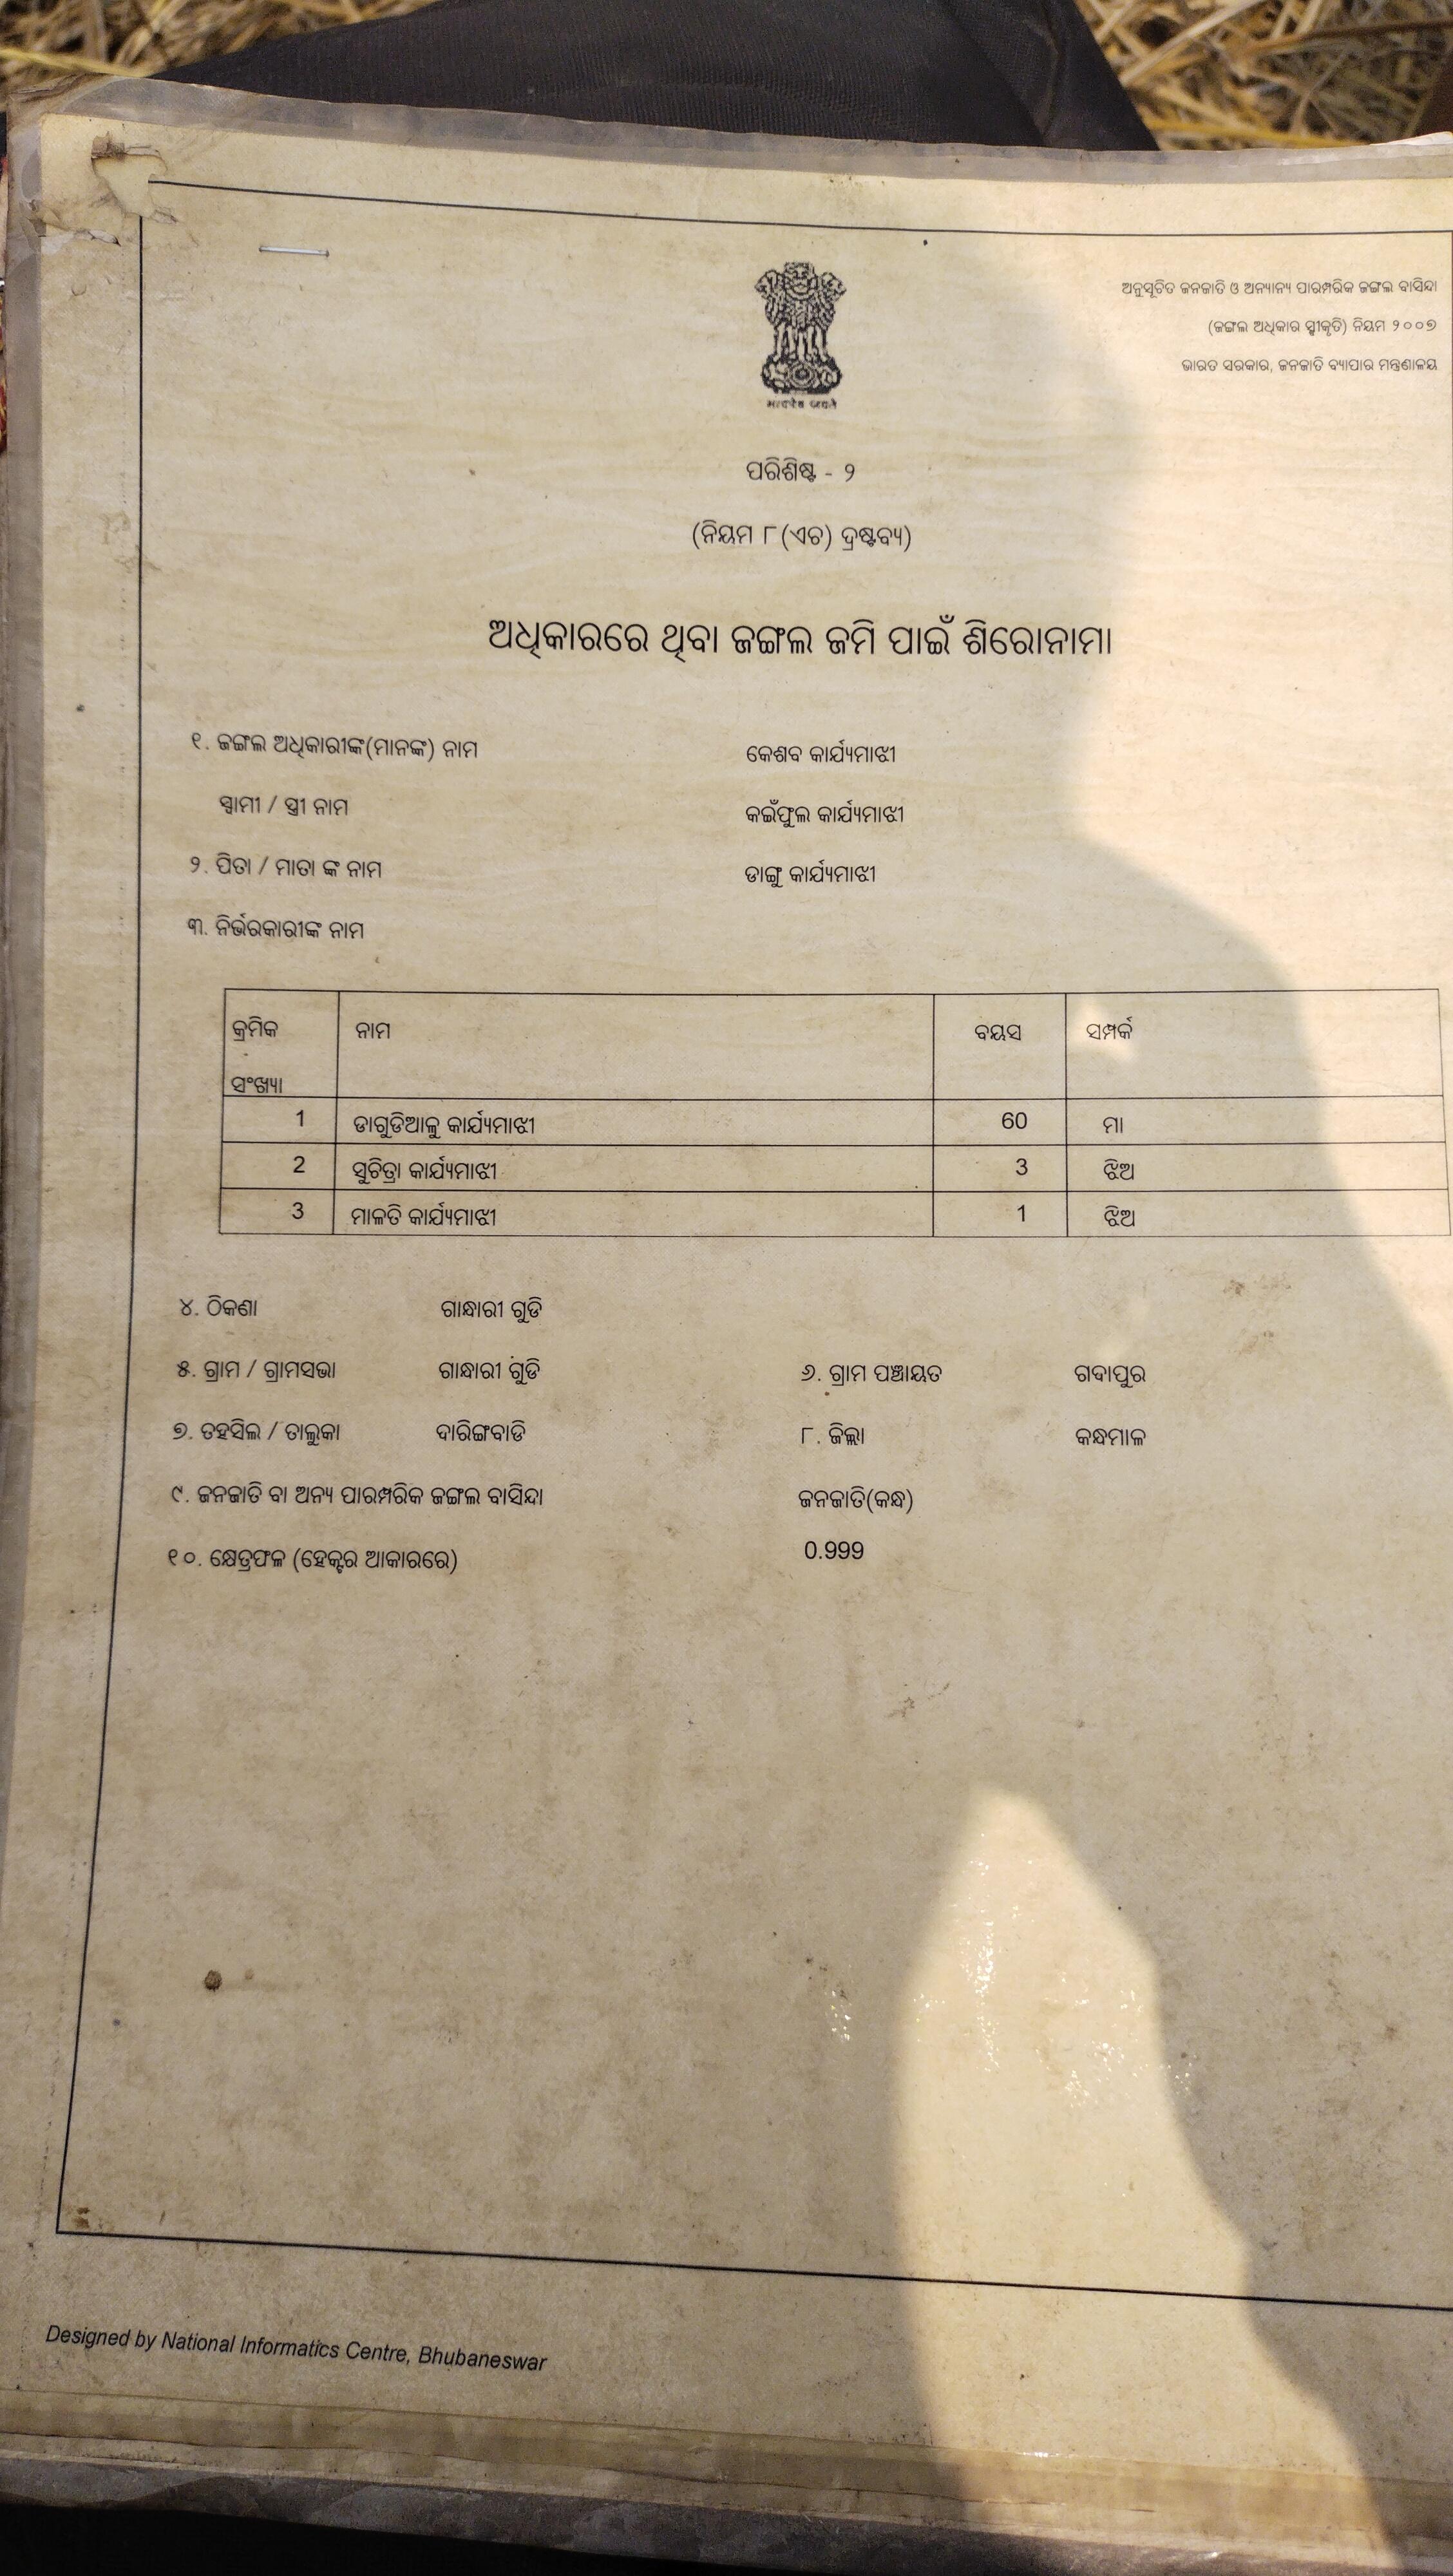 ଅନୁସୂଚିତ ଜନଜାତି ଓ ଅନ୍ୟାନ୍ୟ ପାରମ୍ପରିକ ଜଙ୍ଗଲ ବାସିନ୍ଦା
(ଜଙ୍ଗଲ ଅଧିକାର ସ୍ୱୀକୃତି) ନିୟମ ୨୦୦୭
ଭାରତ ସରକାର, ଜନଜାତି ବ୍ୟାପାର ମନ୍ତ୍ରଣାଳୟ
सत्यमेव जयते
ପରିଶିଷ୍ଟ - ୨
(ନିୟମ ୮(ଏଚ) ଦ୍ରଷ୍ଟବ୍ୟ)
ଅଧିକାରରେ ଥିବା ଜଙ୍ଗଲ ଜମି ପାଇଁ ଶିରୋନାମା
୧. ଜଙ୍ଗଲ ଅଧିକାରୀଙ୍କ(ମାନଙ୍କ) ନାମ କେଶବ କାର୍ଯ୍ୟମାଝୀ
ସ୍ୱାମୀ / ସ୍ତ୍ରୀ ନାମ କଇଁଫୁଲ କାର୍ଯ୍ୟମାଝୀ
୨. ପିତା / ମାତା ଙ୍କ ନାମ ଡାଙ୍ଗୁ କାର୍ଯ୍ୟମାଝୀ
୩. ନିର୍ଭରକାରୀଙ୍କ ନାମ
କ୍ରମିକ ନାମ ବୟସ ସମ୍ପର୍କ
ସଂଖ୍ୟା
1 ଡାଗୁଡିଆଳୁ କାର୍ଯ୍ୟମାଝୀ 60 ମା
2 ସୁଚିତ୍ରା କାର୍ଯ୍ୟମାଝୀ 3 ଝିଅ
3 ମାଳତି କାର୍ଯ୍ୟମାଝୀ 1 ଝିଅ
୪. ଠିକଣା ଗାନ୍ଧାରୀ ଗୁଡି
୫. ଗ୍ରାମ / ଗ୍ରାମସଭା ଗାନ୍ଧାରୀ ଗୁଡି ୬. ଗ୍ରାମ ପଞ୍ଚାୟତ ଗଦାପୁର
୭. ତହସିଲ / ତାଲୁକା ଦାରିଙ୍ଗବାଡି ୮. ଜିଲ୍ଲା କନ୍ଧମାଳ
୯. ଜନଜାତି ବା ଅନ୍ୟ ପାରମ୍ପରିକ ଜଙ୍ଗଲ ବାସିନ୍ଦା ଜନଜାତି(କନ୍ଧ)
୧୦. କ୍ଷେତ୍ରଫଳ (ହେକ୍ଟର ଆକାରରେ) 0.999
Designed by National Informatics Centre, Bhubaneswar